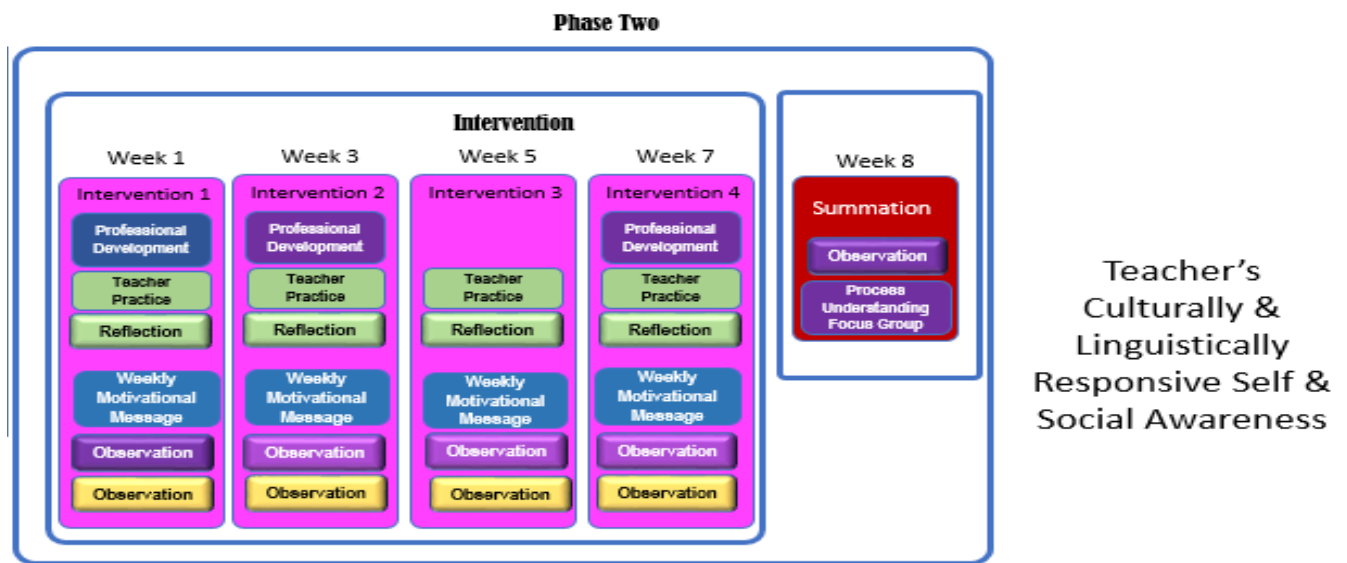 Phase Two
Intervention
Week 1
Intervention 1
Professional
Development
Teacher
Practice
Reflection
Weekly
Motivational
Message
Observation
Observation
Week 3
Intervention 2
Professional
Development
Teacher
Practice
Reflection
Weekly
Motivational
Message
Observation
Observation
Week 5
Intervention 3
Teacher
Practice
Reflection
Weekly
Motivational
Message
Observation
Observation
Week 7
Intervention 4
Professional
Development
Teacher
Practice
Reflection
Weekly
Motivational
Message
Observation
Observation
Week 8
Summation
Observation
Process
Understanding
Focus Group
Teacher’s
Culturally &
Linguistically
Responsive Self &
Social Awareness